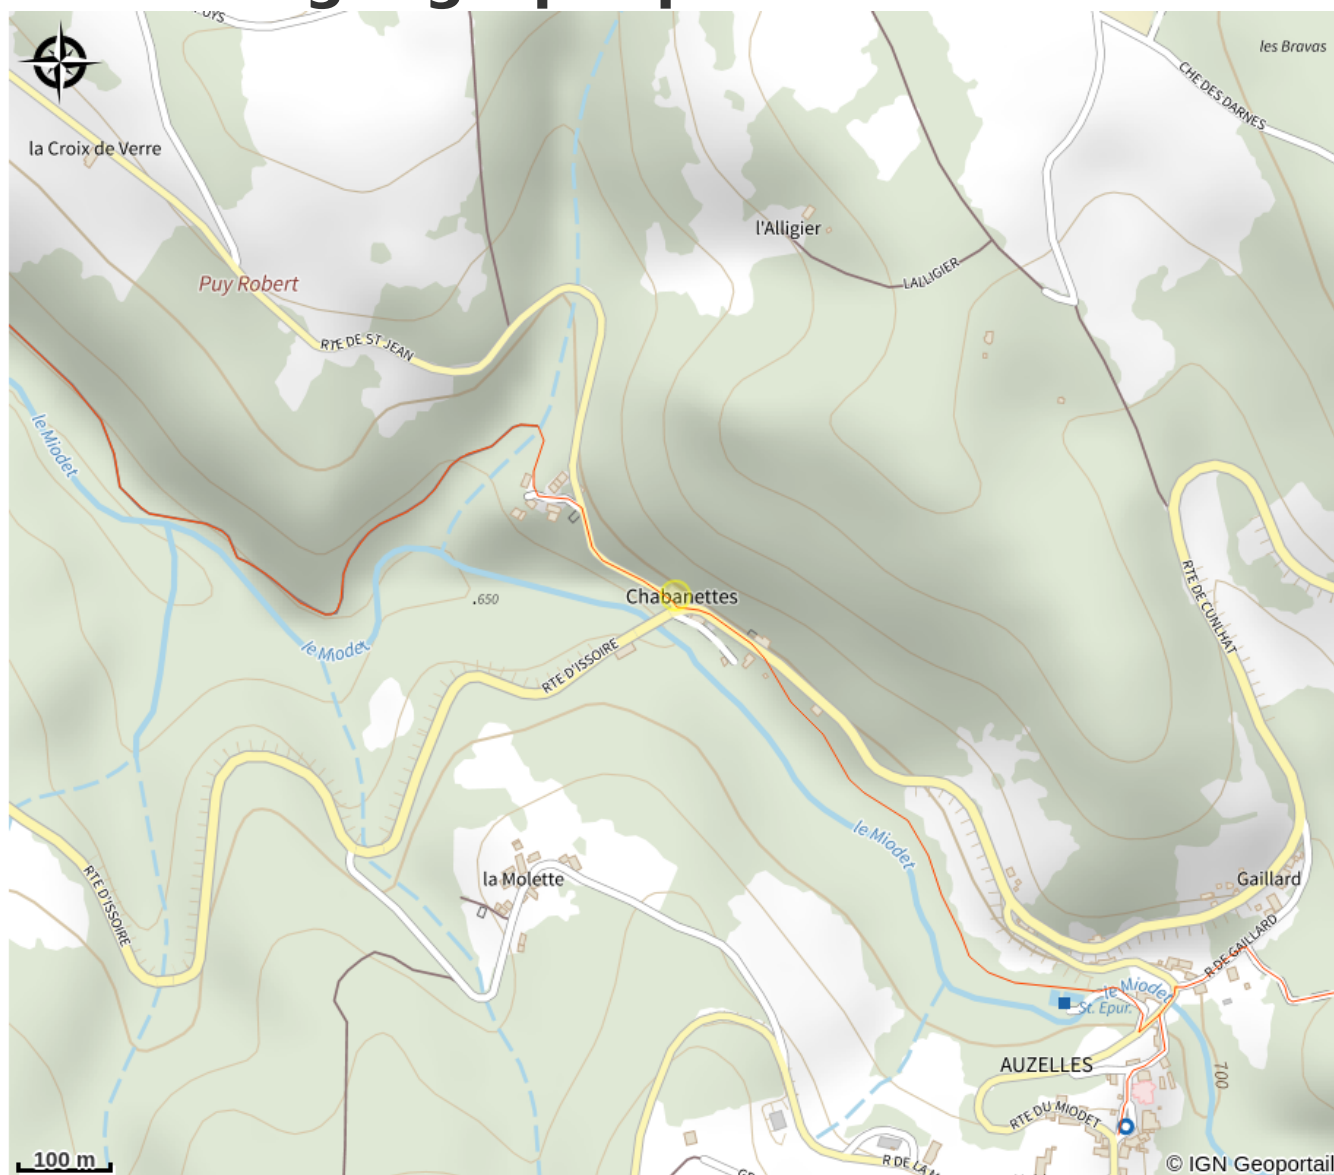 les Bravas
CHE DES DARNES
la Croix de Verre
l'Alligier
LALLIGIER
Puy Robert
RTE DE ST JEAN
le Miodet
RTE DE CUNLHAT
.650
Chabanettes
le Miodet
RTE D'ISSOIRE
le Miodet
la Molette
RTE D'ISSOIRE
Gaillard
R DE GAILLARD
le Miodet
St. Epur.
AUZELLES
700
RTE DU MIODET
R DE LA
100 m
© IGN Geoportail